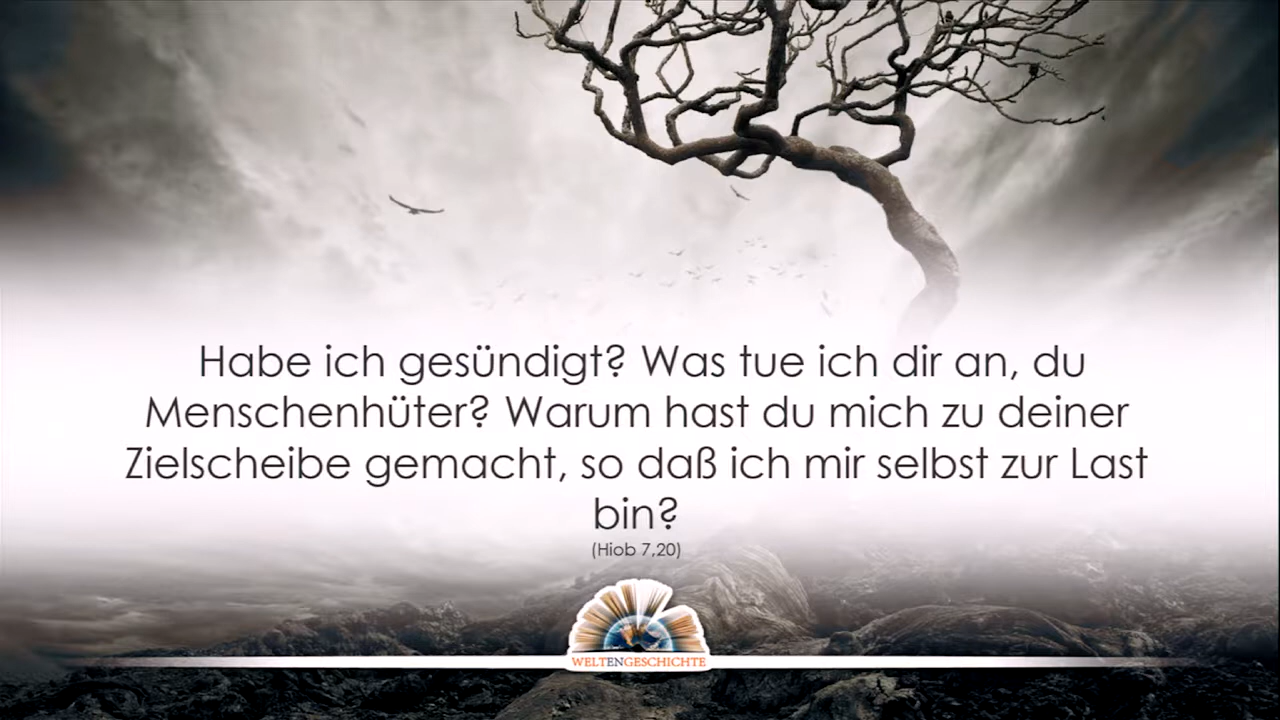 Habe ich gesündigt? Was tue ich dir an, du
Menschenhüter? Warum hast du mich zu deiner
Zielscheibe gemacht, so daß ich mir selbst zur Last
bin?
(Hiob 7,20)
WELTENGESCHICHTE